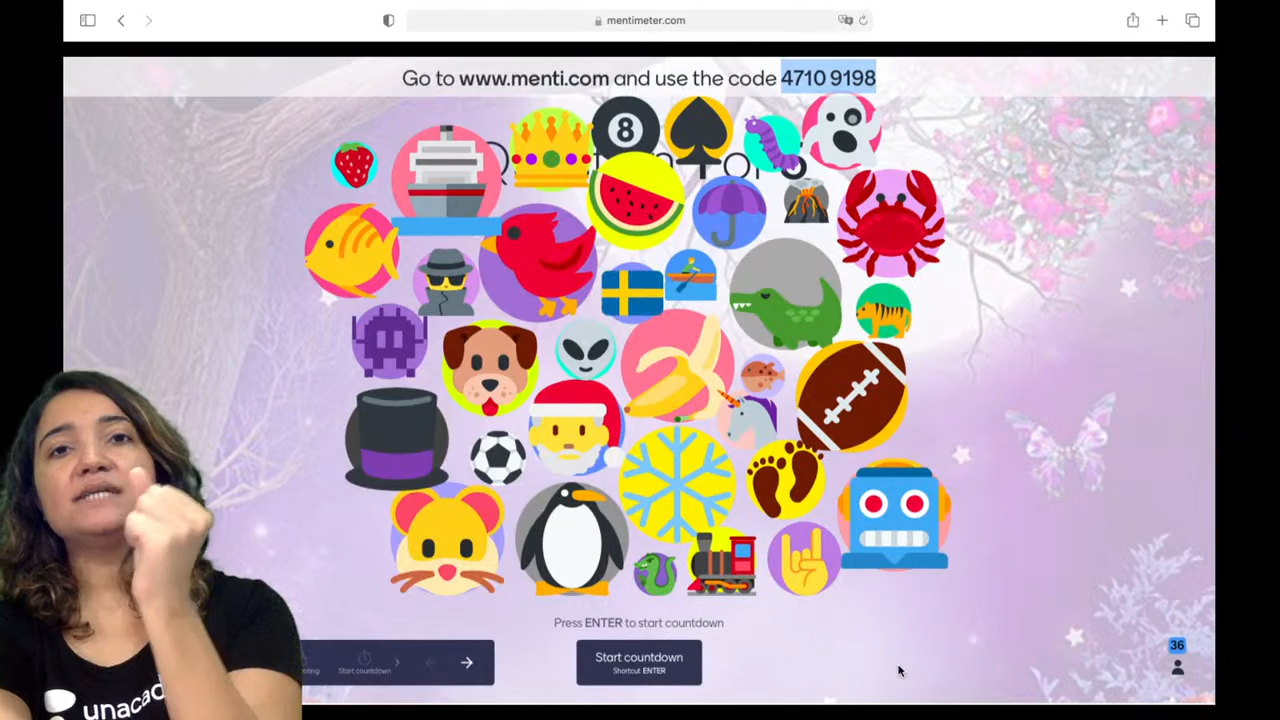 mentimeter.com
Go to www.menti.com and use the code 4710 9198
8
Press ENTER to start countdown
Start countdown
Start countdown
Shortcut ENTER
36
unacad